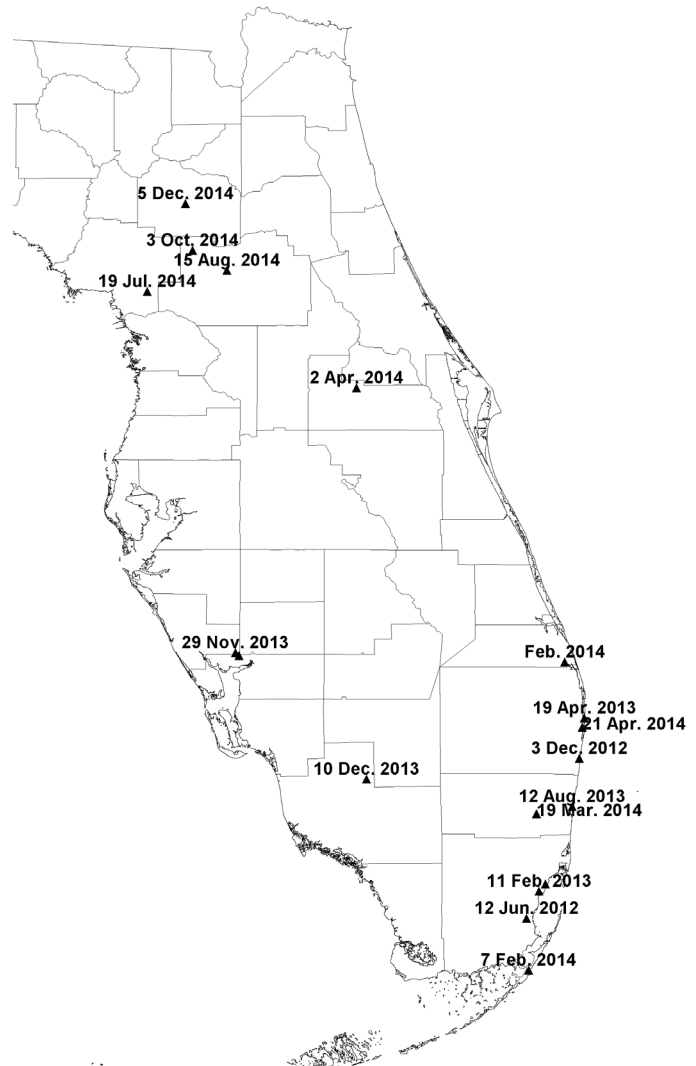 5 Dec. 2014
3 Oct. 2014
15 Aug. 2014
19 Jul. 2014
2 Apr. 2014
29 Nov. 2013
Feb. 2014
19 Apr. 2013
21 Apr. 2014
3 Dec. 2012
10 Dec. 2013
12 Aug. 2013
19 Mar. 2014
11 Feb. 2013
12 Jun. 2012
7 Feb. 2014